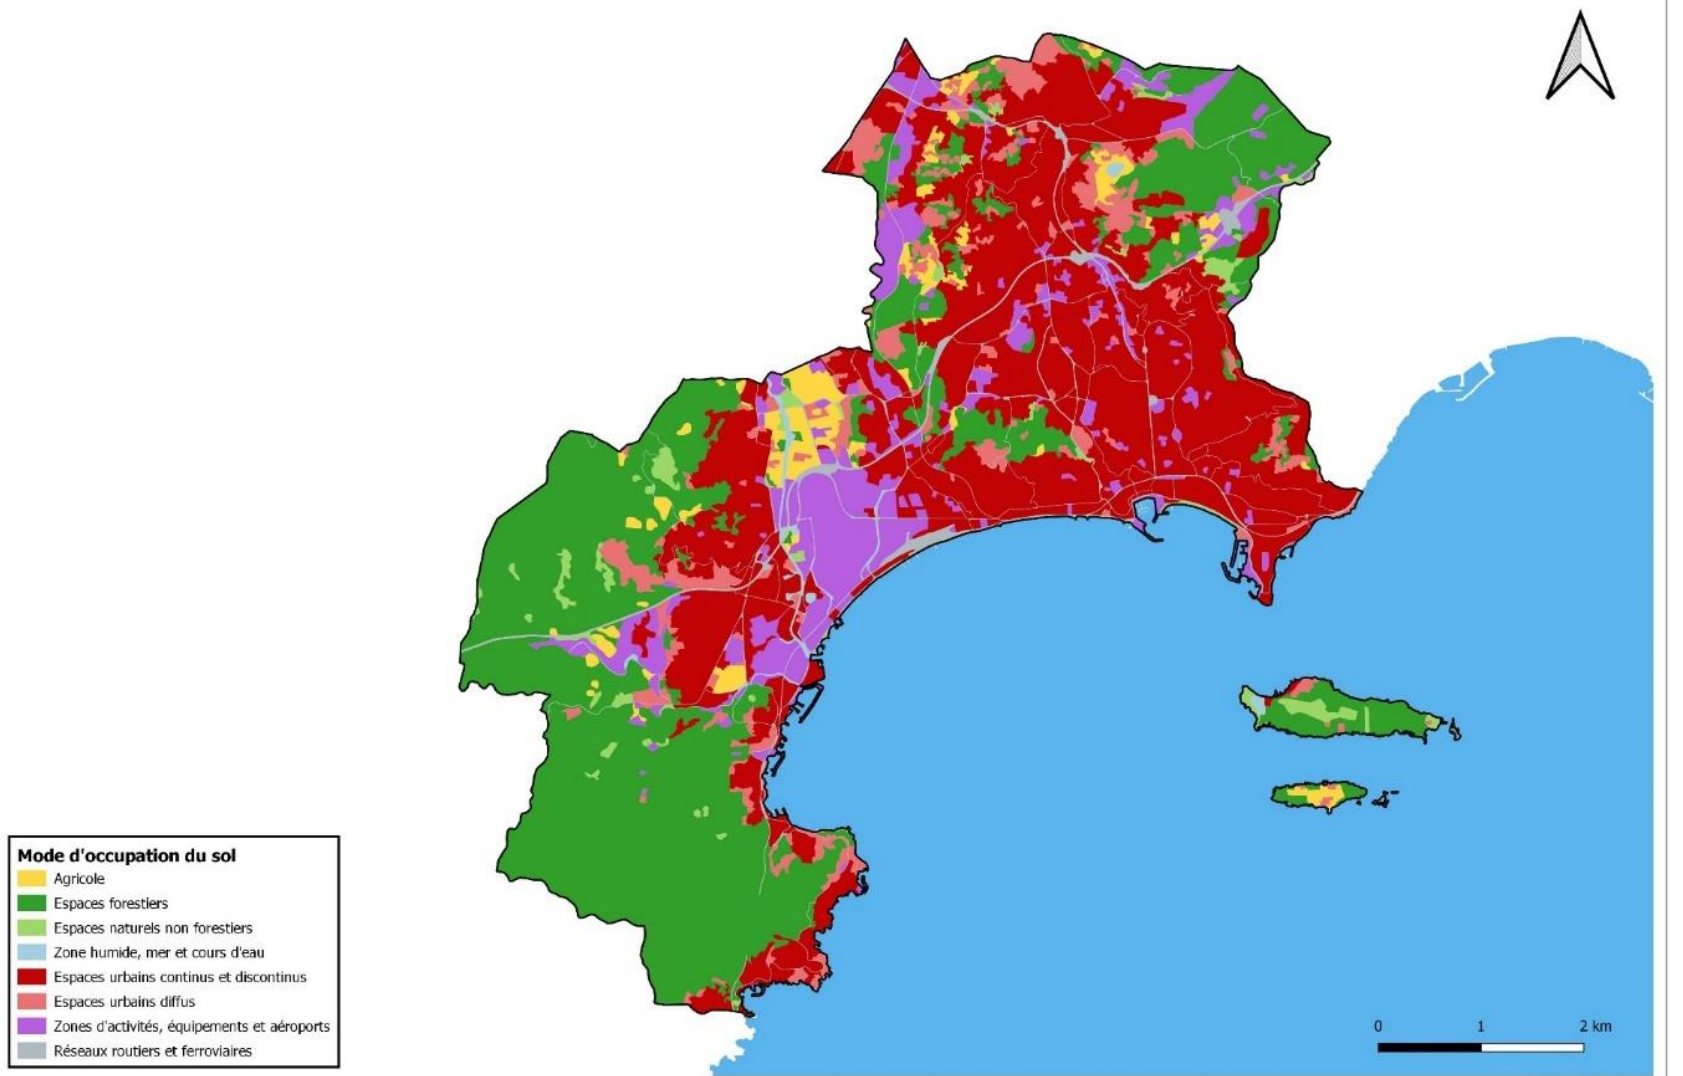 Mode d'occupation du sol
Agricole
Espaces forestiers
Espaces naturels non forestiers
Zone humide, mer et cours d'eau
Espaces urbains continus et discontinus
Espaces urbains diffus
Zones d'activités, équipements et aéroports
Réseaux routiers et ferroviaires
0 1 2 km